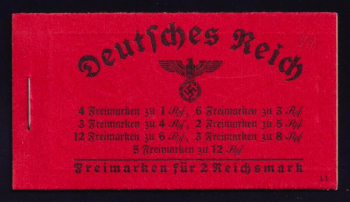 Deutsches Reich
4 Freimarken zu 1 Rpf, 6 Freimarken zu 3 Rpf
3 Freimarken zu 4 Rpf, 2 Freimarken zu 5 Rpf
12 Freimarken zu 6 Rpf, 3 Freimarken zu 8 Rpf
8 Freimarken zu 12 Rpf
Freimarken für 2 Reichsmark